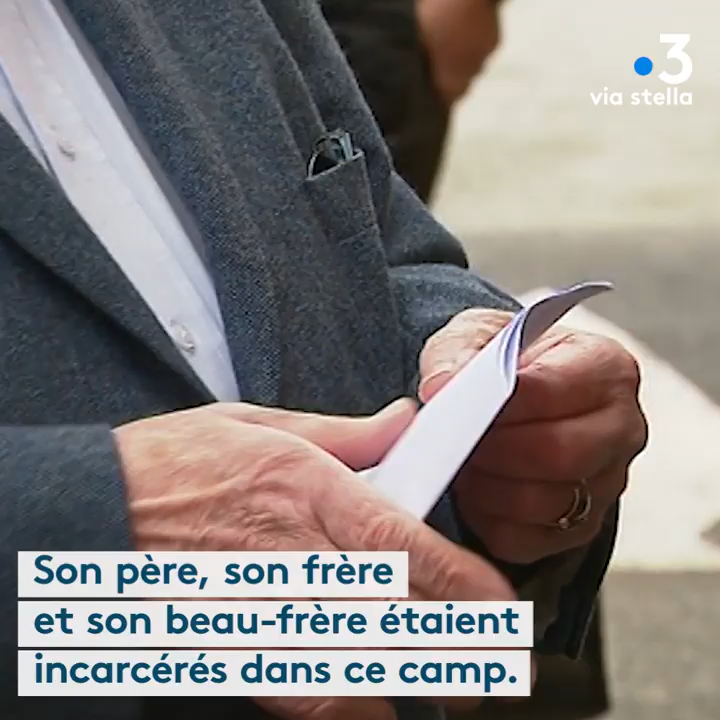 3
via stella
Son père, son frère
et son beau-frère étaient
incarcérés dans ce camp.